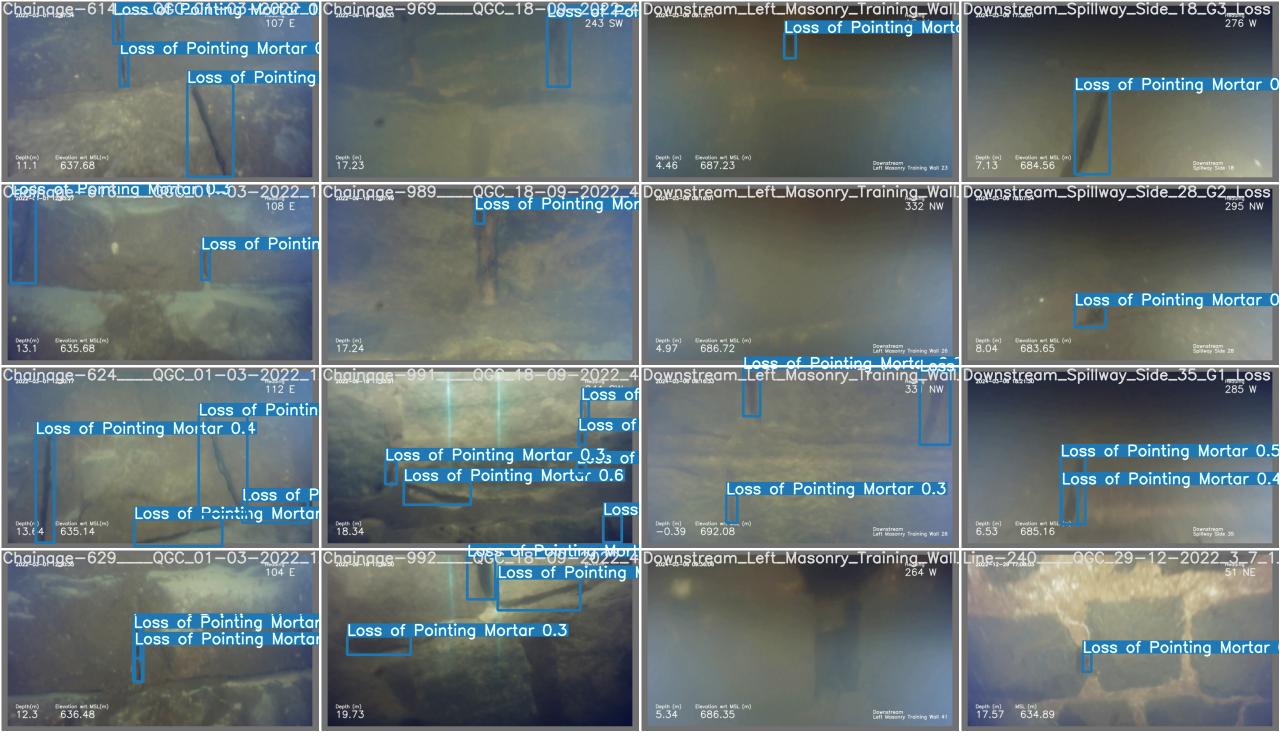 107 E
Loss of Pointing Mortar
Loss of Pointing
Depth(m) Elevation wrt MSL(m)
11.1 637.68
Chainage-969____QGC_18-09-2022_4
243 SW
Depth (m) Elevation wrt MSL(m)
17.23
Downstream_Left_Masonry_Training_Wall
Loss of Pointing Morta
Depth (m) Elevation wrt MSL(m)
4.46 687.23
Downstream
Left Masonry Training Wall 23
Downstream_Spillway_Side_18_G3_Loss
276 W
Loss of Pointing Mortar 0
Depth (m) Elevation wrt MSL(m)
7.13 684.56
Downstream
Spillway Side 18
Loss of Pointing Mortar 0.3
108 E
Loss of Pointin
Depth(m) Elevation wrt MSL(m)
13.1 635.68
Chainage-989____QGC_18-09-2022_4
Loss of Pointing Mor
Depth (m) Elevation wrt MSL(m)
17.24
Downstream_Left_Masonry_Training_Wall
332 NW
Depth (m) Elevation wrt MSL(m)
4.97 686.72
Downstream
Left Masonry Training Wall 26
Downstream_Spillway_Side_28_G2_Loss
295 NW
Loss of Pointing Mortar 0
Depth (m) Elevation wrt MSL(m)
8.04 683.65
Downstream
Spillway Side 28
Chainage-624____QGC_01-03-2022_1
112 E
Loss of Pointin
Loss of Pointing Mortar 0.4
Loss of P
Loss of Pointing Mortar
Depth(m) Elevation wrt MSL(m)
13.64 635.14
Chainage-991____QGC_18-09-2022_4
Loss of
Loss of
Loss of Pointing Mortar 0.3
Loss of
Loss of Pointing Mortar 0.6
Loss
Depth (m) Elevation wrt MSL(m)
18.34
Loss of Pointing Mortar 0.3
Downstream_Left_Masonry_Training_Wall
Loss of Pointing Mortar 0.3
Depth (m) Elevation wrt MSL(m)
-0.39 692.08
Downstream
Left Masonry Training Wall 28
Downstream_Spillway_Side_35_G1_Loss
285 W
Loss of Pointing Mortar 0.5
Loss of Pointing Mortar 0.4
Depth (m) Elevation wrt MSL(m)
6.53 685.16
Downstream
Spillway Side 35
Chainage-629____QGC_01-03-2022_1
104 E
Loss of Pointing Mortar
Loss of Pointing Mortar
Depth(m) Elevation wrt MSL(m)
12.3 636.48
Loss of Pointing Mort
Chainage-992____QGC_18-09-2022_4
Loss of Pointing M
Loss of Pointing Mortar 0.3
Depth (m) Elevation wrt MSL(m)
19.73
Downstream_Left_Masonry_Training_Wall
264 W
Depth (m) Elevation wrt MSL(m)
5.34 686.35
Downstream
Left Masonry Training Wall 41
Line-240____QGC_29-12-2022_3_7_1
51 NE
Loss of Pointing Mortar
Depth (m) MSL (m)
17.57 634.89